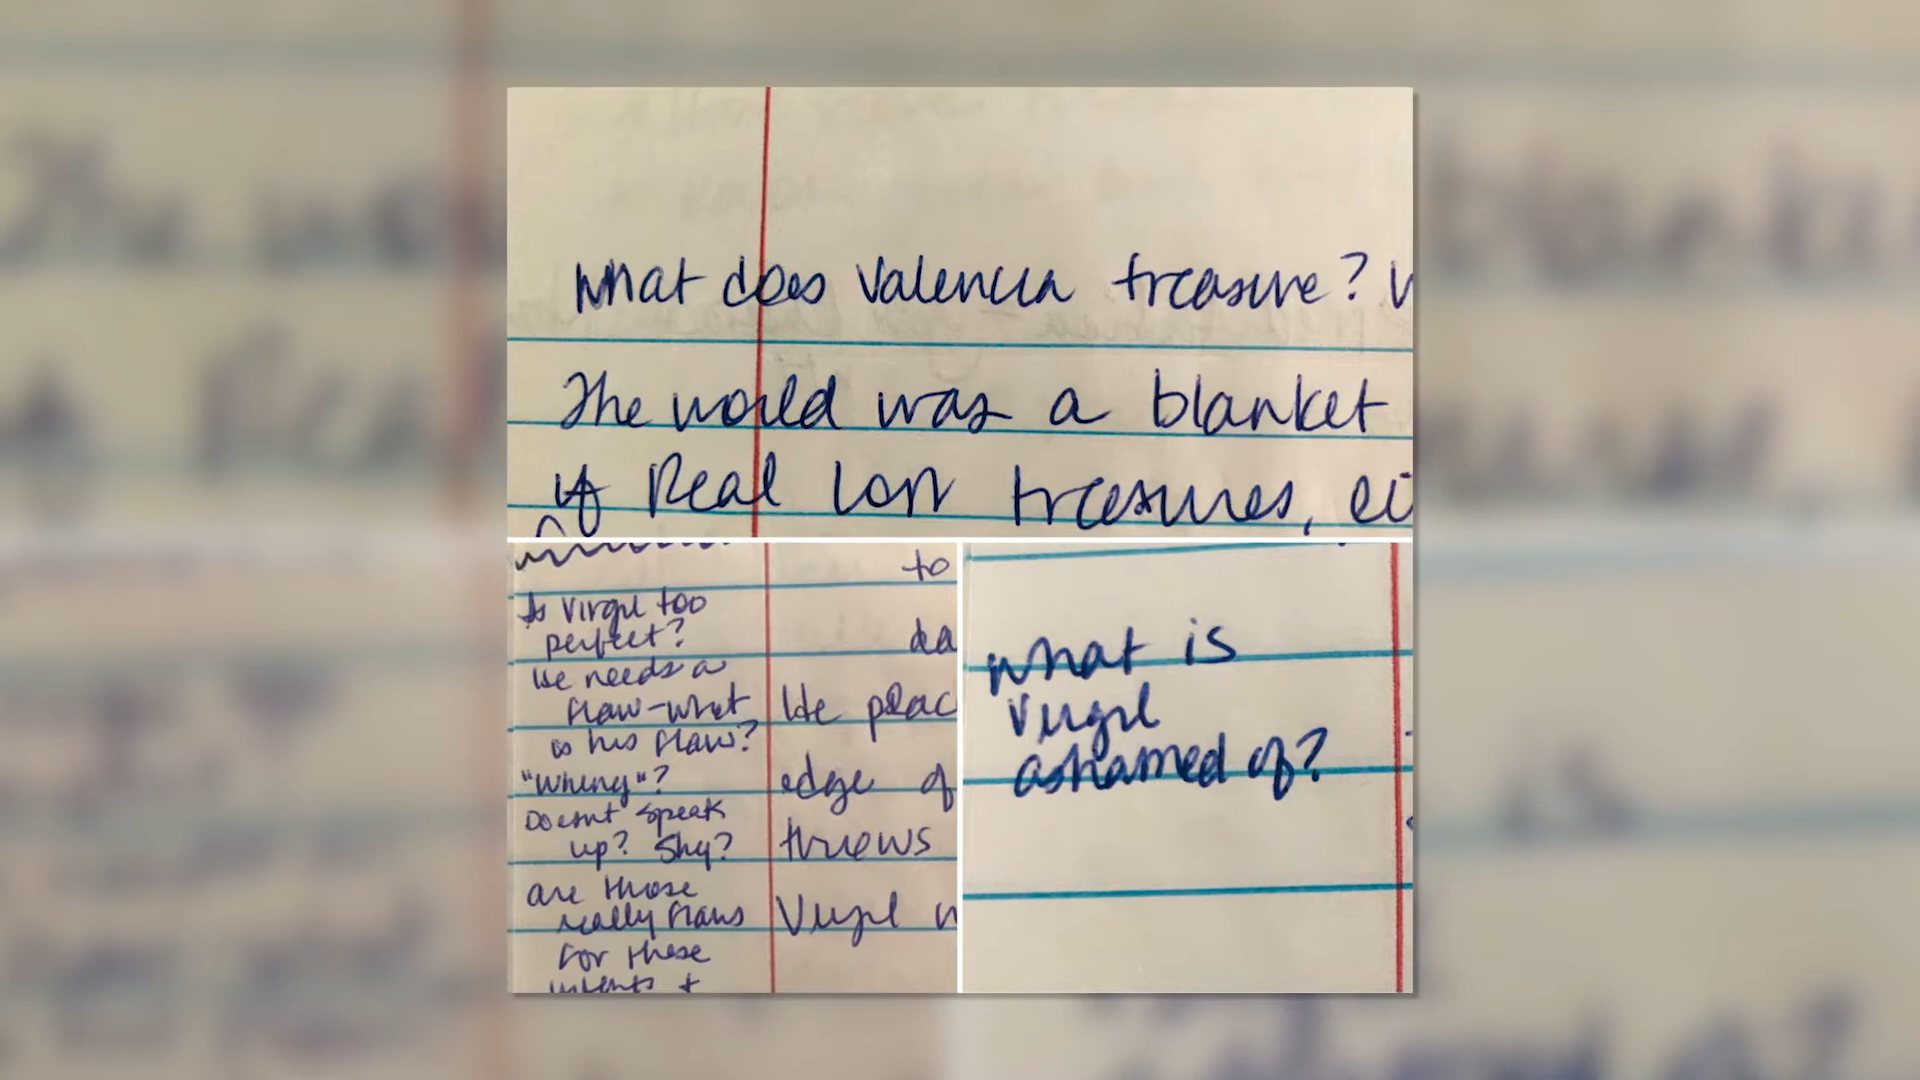 What does Valencia treasure?
The world was a blanket
of Real lost treasures,
to
Is Virgil too
perfect?
He needs a
flaw-what
is his flaw?
"wrong"?
Doesnt speak
up? Shy?
are those
really flaws
for these
da
He plac
edge of
throws
Virgil
What is
Virgil
ashamed of?